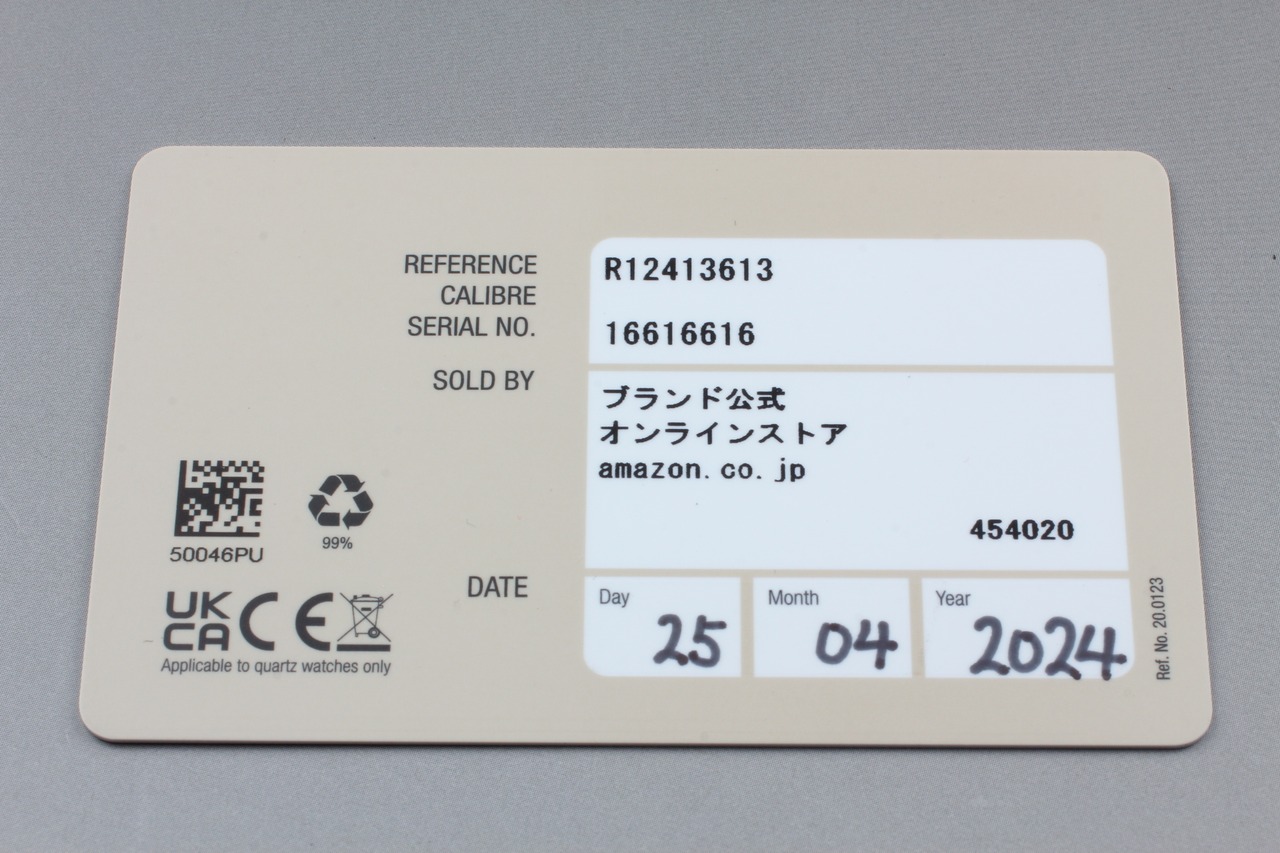 REFERENCE R12413613
CALIBRE
SERIAL NO. 16616616
SOLD BY ブランド公式
オンラインストア
amazon.co.jp
454020
50046PU
99%
UK
CA CE
Applicable to quartz watches only
DATE
Day 25
Month 04
Year 2024
Ref. No. 20.0123